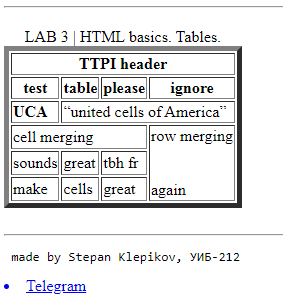 LAB 3 | HTML basics. Tables.
TTPI header
test table please ignore
UCA “united cells of America”
cell merging row merging
sounds great tbh fr
make cells great again
made by Stepan Klepikov, УИБ-212
Telegram